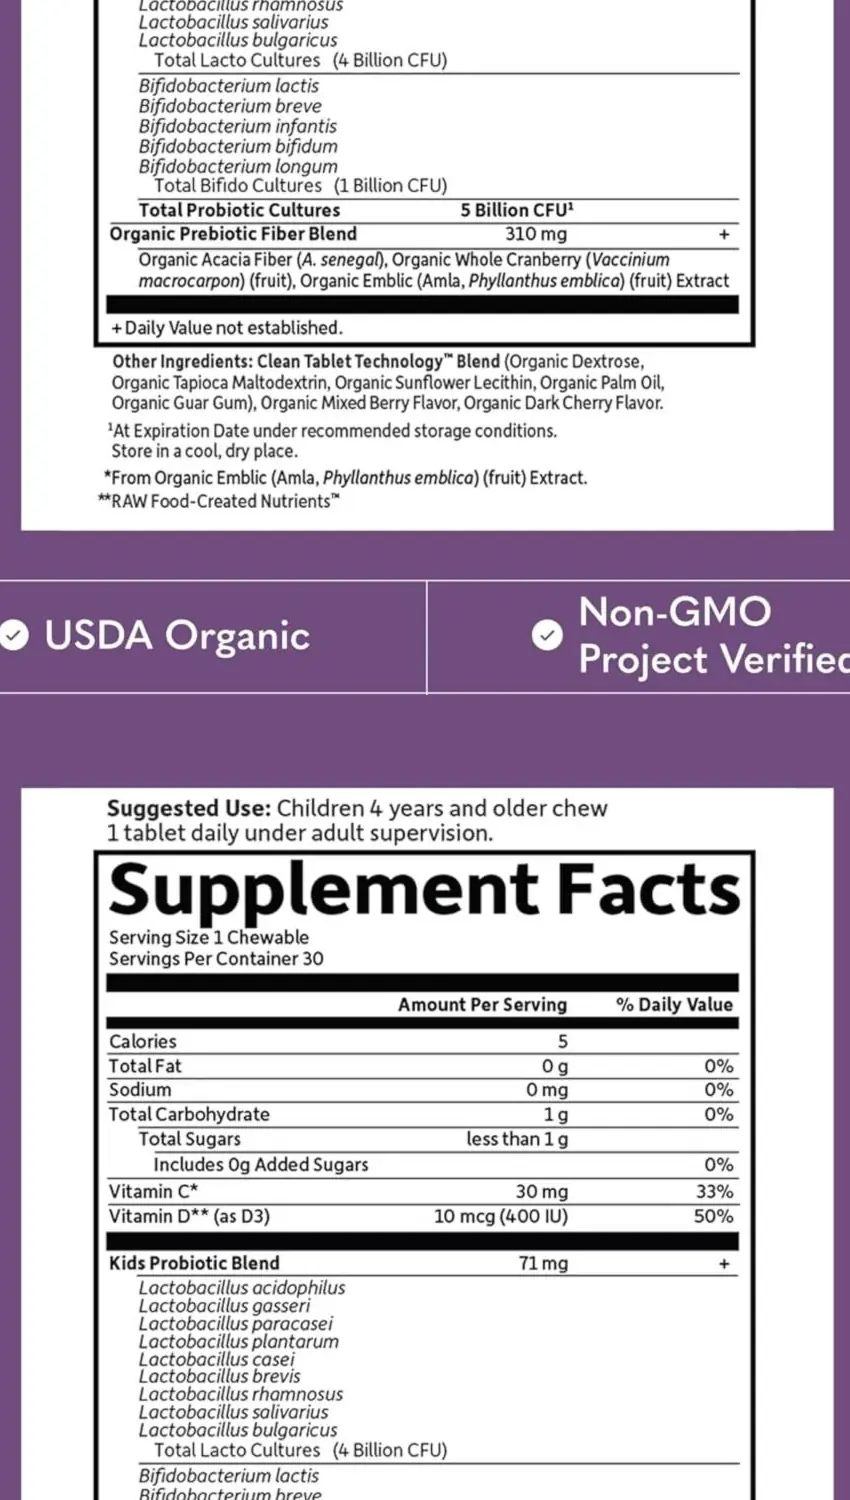 Lactobacillus rhamnosus
Lactobacillus salivarius
Lactobacillus bulgaricus
Total Lacto Cultures (4 Billion CFU)
Bifidobacterium lactis
Bifidobacterium breve
Bifidobacterium infantis
Bifidobacterium bifidum
Bifidobacterium longum
Total Bifido Cultures (1 Billion CFU)
Total Probiotic Cultures 5 Billion CFU¹
Organic Prebiotic Fiber Blend 310 mg +
Organic Acacia Fiber (A. senegal), Organic Whole Cranberry (Vaccinium
macrocarpon) (fruit), Organic Emblic (Amla, Phyllanthus emblica) (fruit) Extract
+ Daily Value not established.
Other Ingredients: Clean Tablet Technology™ Blend (Organic Dextrose,
Organic Tapioca Maltodextrin, Organic Sunflower Lecithin, Organic Palm Oil,
Organic Guar Gum), Organic Mixed Berry Flavor, Organic Dark Cherry Flavor.
¹At Expiration Date under recommended storage conditions.
Store in a cool, dry place.
*From Organic Emblic (Amla, Phyllanthus emblica) (fruit) Extract.
**RAW Food-Created Nutrients™
USDA Organic
Non-GMO
Project Verified
Suggested Use: Children 4 years and older chew
1 tablet daily under adult supervision.
Supplement Facts
Serving Size 1 Chewable
Servings Per Container 30
Amount Per Serving % Daily Value
Calories 5
Total Fat 0 g 0%
Sodium 0 mg 0%
Total Carbohydrate 1 g 0%
Total Sugars less than 1 g
Includes 0g Added Sugars 0%
Vitamin C* 30 mg 33%
Vitamin D** (as D3) 10 mcg (400 IU) 50%
Kids Probiotic Blend 71 mg +
Lactobacillus acidophilus
Lactobacillus gasseri
Lactobacillus paracasei
Lactobacillus plantarum
Lactobacillus casei
Lactobacillus brevis
Lactobacillus rhamnosus
Lactobacillus salivarius
Lactobacillus bulgaricus
Total Lacto Cultures (4 Billion CFU)
Bifidobacterium lactis
Bifidobacterium breve